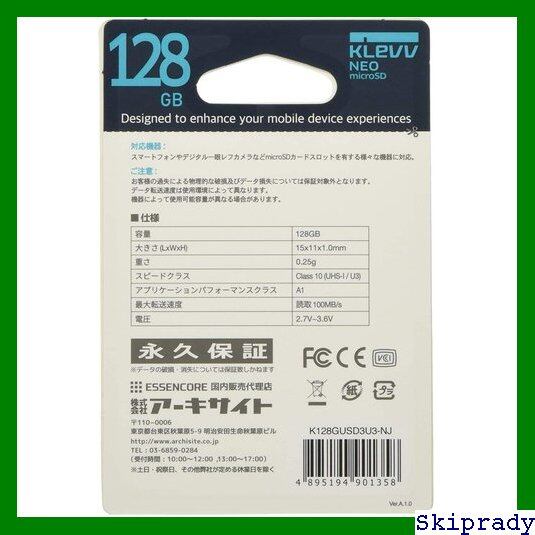 128
GB
KLevv
NEO
microSD
Designed to enhance your mobile device experiences
対応機器：
スマートフォンやデジタル一眼レフカメラなどmicroSDカードスロットを有する様々な機器に対応。
ご注意：
お客様の過失による物理的な破損及びデータ損失については保証対象外となります。
データ転送速度は使用環境によって異なります。
機器によって使用可能容量が異なる場合があります。
■ 仕様
容量 128GB
大きさ (LxWxH) 15x11x1.0mm
重さ 0.25g
スピードクラス Class 10 (UHS-I / U3)
アプリケーションパフォーマンスクラス A1
最大転送速度 読取100MB/s
電圧 2.7V~3.6V
永久保証
※データの破損・消失については保証致しかねます
FC CE VCI
ESSENCORE 国内販売代理店
株式会社 アーキサイト
紙 プラ
〒110-0006
東京都台東区秋葉原5-9 明治安田生命秋葉原ビル
http://www.archisite.co.jp
TEL: 03-6859-0284
(受付時間：10:00〜12:00 ,13:00〜17:00)
※土日・祝祭日、その他弊社が定める休業日を除く
K128GUSD3U3-NJ
4 895194 901358
Ver.A.1.0
Skiprady